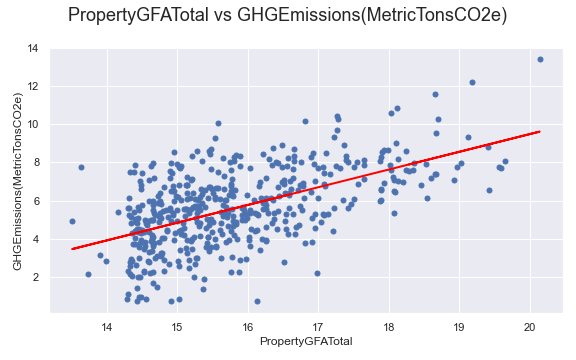 PropertyGFATotal vs GHGEmissions(MetricTonsCO2e)
14
12
10
8
6
4
2
GHGEmissions(MetricTonsCO2e)
14 15 16 17 18 19 20
PropertyGFATotal